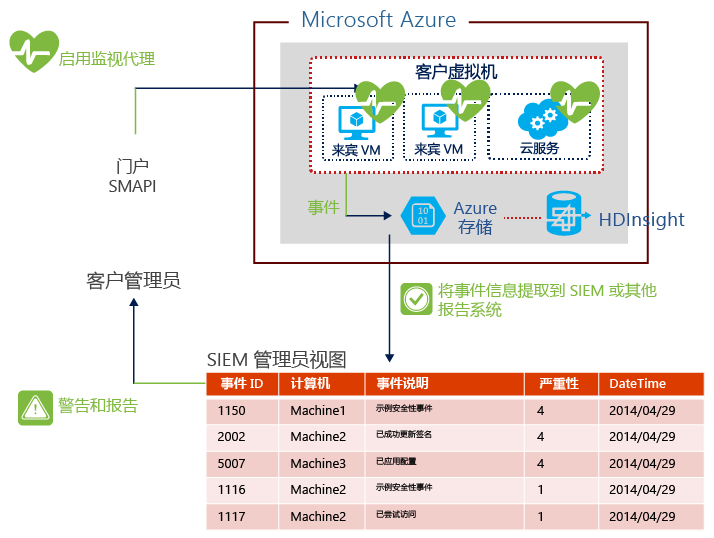 Microsoft Azure
启用监视代理
客户虚拟机
来宾 VM
来宾 VM
云服务
门户
SMAPI
事件
10
01
Azure
存储
HDInsight
客户管理员
将事件信息提取到 SIEM 或其他
报告系统
SIEM 管理员视图
警告和报告
事件 ID 计算机 事件说明 严重性 DateTime
1150 Machine1 示例安全性事件 4 2014/04/29
2002 Machine2 已成功更新签名 4 2014/04/29
5007 Machine3 已应用配置 4 2014/04/29
1116 Machine2 示例安全性事件 1 2014/04/29
1117 Machine2 已尝试访问 1 2014/04/29